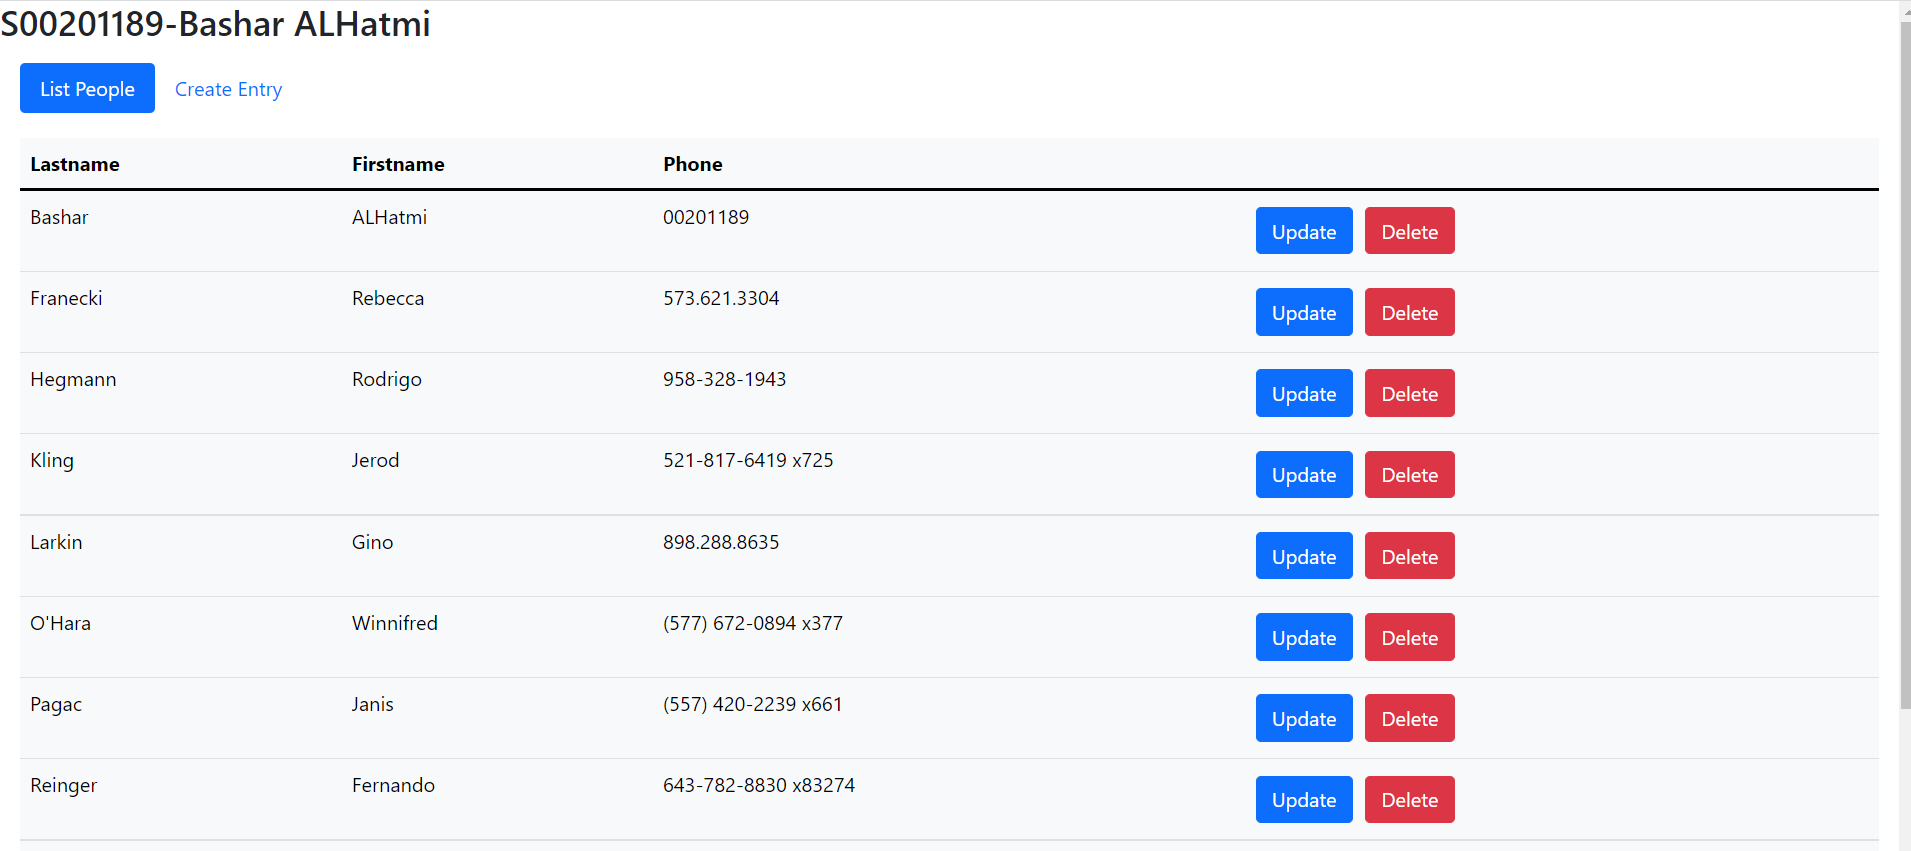 S00201189-Bashar ALHatmi
List People Create Entry
Lastname Firstname Phone
Bashar ALHatmi 00201189 Update Delete
Franecki Rebecca 573.621.3304 Update Delete
Hegmann Rodrigo 958-328-1943 Update Delete
Kling Jerod 521-817-6419 x725 Update Delete
Larkin Gino 898.288.8635 Update Delete
O'Hara Winnifred (577) 672-0894 x377 Update Delete
Pagac Janis (557) 420-2239 x661 Update Delete
Reinger Fernando 643-782-8830 x83274 Update Delete